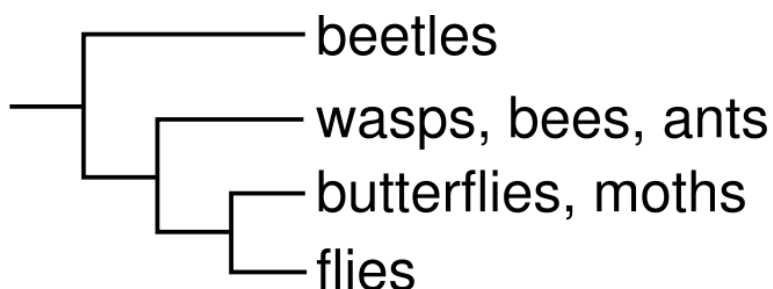 beetles
wasps, bees, ants
butterflies, moths
flies